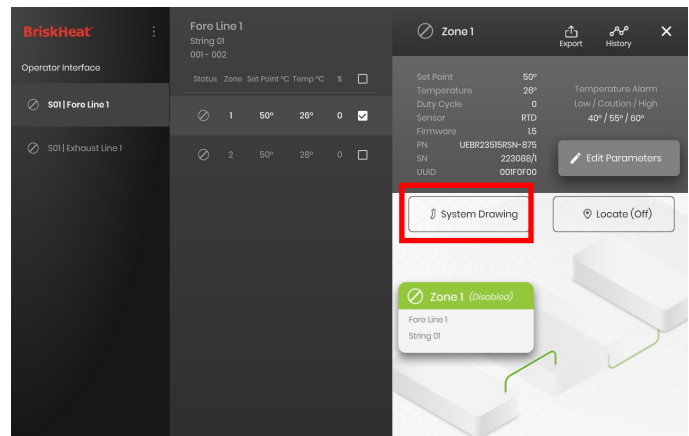 BriskHeat
Operator Interface
S01 | Fore Line 1
S01 | Exhaust Line 1
Fore Line 1
String 01
001 - 002
Status Zone Set Point °C Temp °C %
1 50° 26° 0
2 50° 28° 0
Zone 1
Export History
Set Point 50°
Temperature 26°
Duty Cycle 0
Sensor RTD
Firmware 1.5
PN UEBR23515RSN-875
SN 223088/1
UUID 001F0F00
Temperature Alarm
Low / Caution / High
40° / 55° / 60°
Edit Parameters
System Drawing
Locate (Off)
Zone 1 (Disabled)
Fore Line 1
String 01